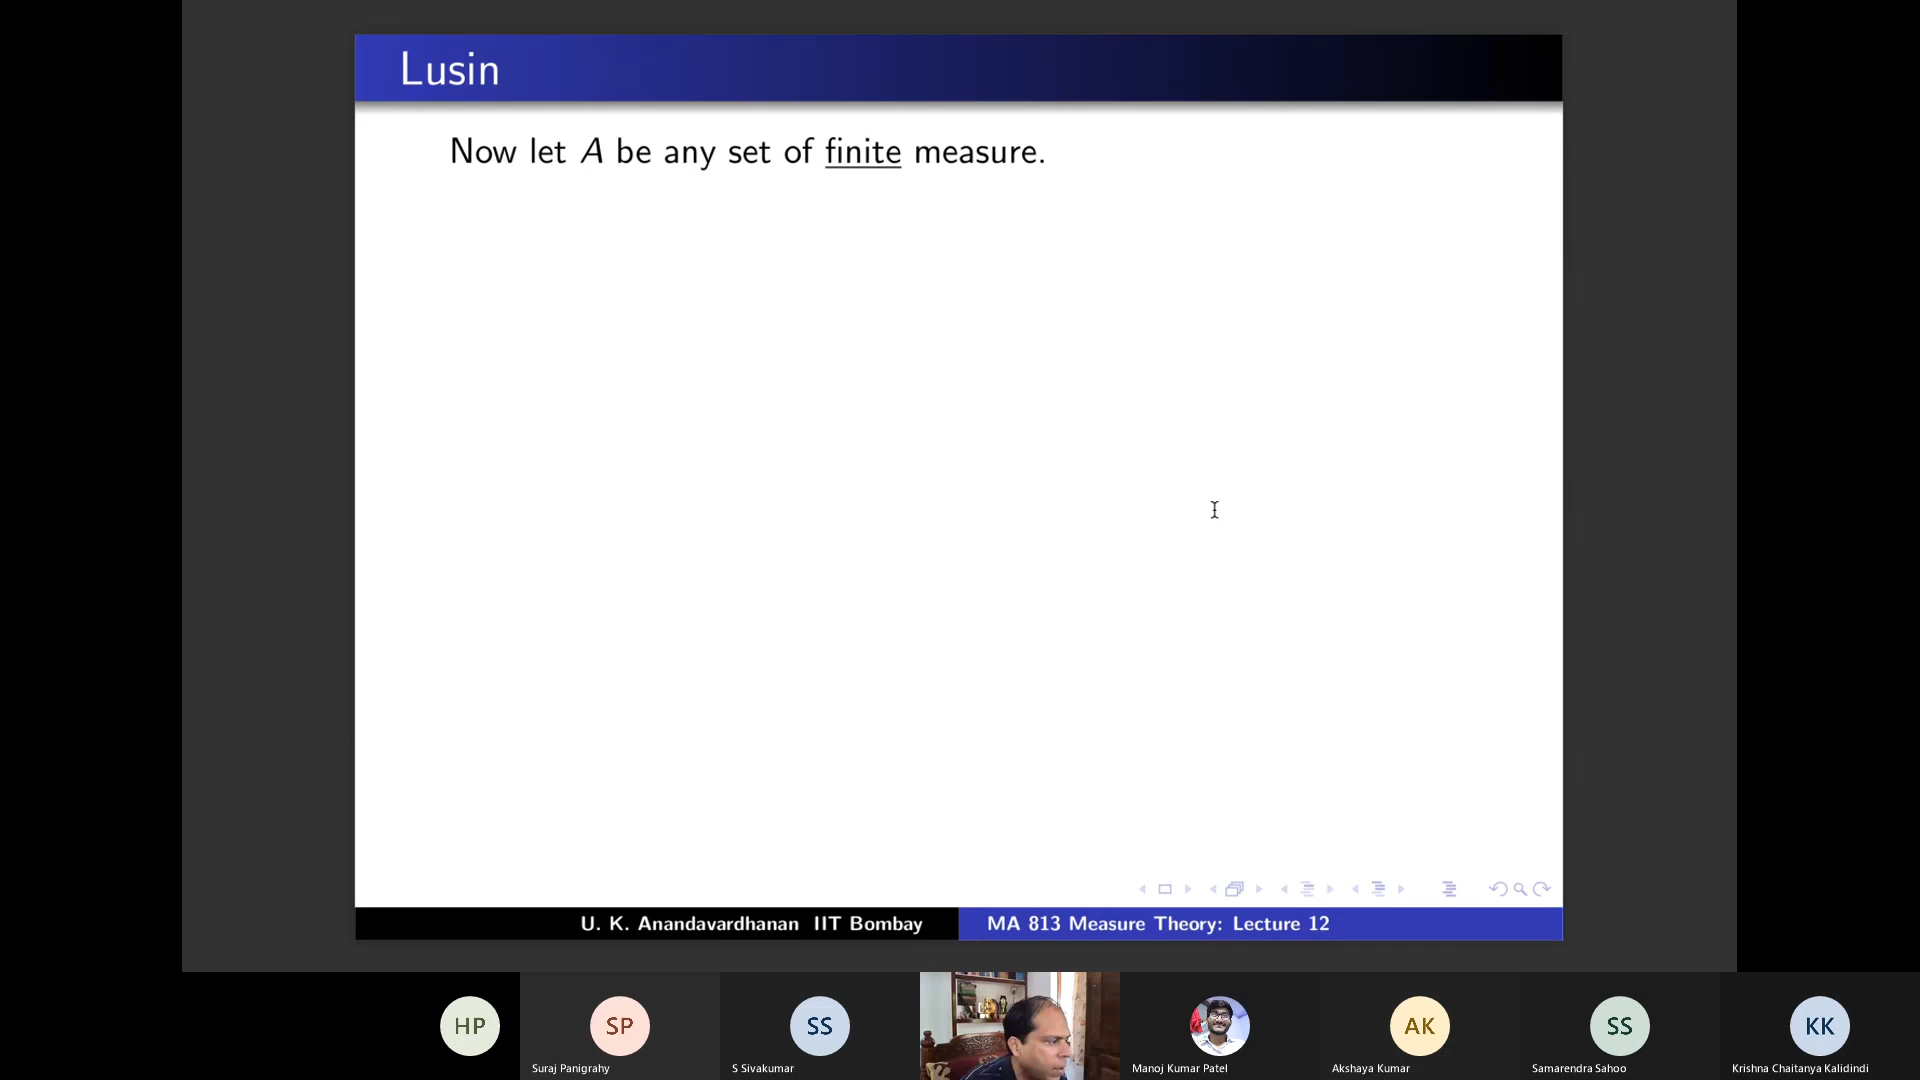 Lusin
Now let A be any set of finite measure.
U. K. Anandavardhanan IIT Bombay
MA 813 Measure Theory: Lecture 12
HP
SP
SS
AK
SS
KK
Suraj Panigrahy
S Sivakumar
Manoj Kumar Patel
Akshaya Kumar
Samarendra Sahoo
Krishna Chaitanya Kalidindi